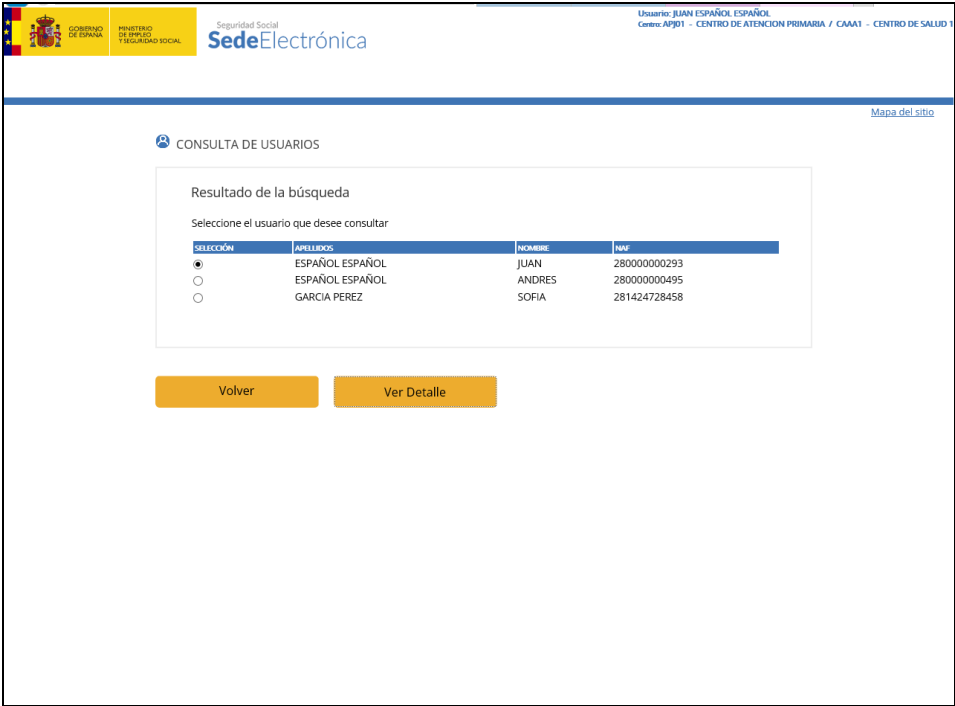 GOBIERNO
DE ESPAÑA
MINISTERIO
DE EMPLEO
Y SEGURIDAD SOCIAL
Seguridad Social
SedeElectrónica
Usuario: JUAN ESPAÑOL ESPAÑOL
Centro: APJ01 - CENTRO DE ATENCION PRIMARIA / CAAA1 - CENTRO DE SALUD 1
Mapa del sitio
CONSULTA DE USUARIOS
Resultado de la búsqueda
Seleccione el usuario que desee consultar
SELECCIÓN APELLIDOS NOMBRE NAF
ESPAÑOL ESPAÑOL JUAN 280000000293
ESPAÑOL ESPAÑOL ANDRES 280000000495
GARCIA PEREZ SOFIA 281424728458
Volver Ver Detalle